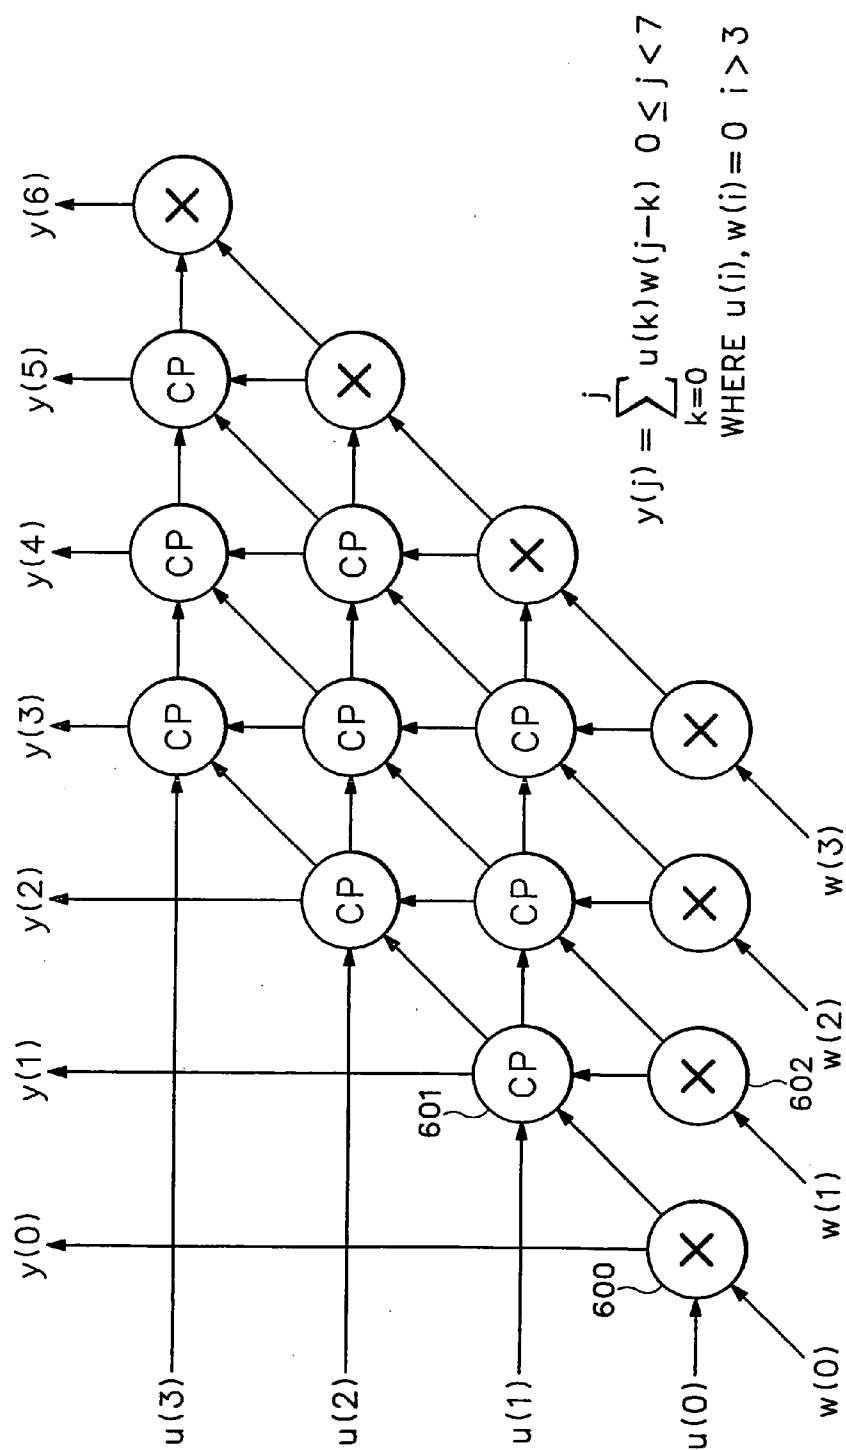 y(0)
y(1)
y(2)
y(3)
y(4)
y(5)
y(6)
u(3)
CP
CP
CP
×
u(2)
CP
CP
CP
×
u(1)
601
CP
CP
CP
×
u(0)
600
×
×
602
×
×
w(0)
w(1)
w(2)
w(3)
y(j) = ∑ u(k)w(j−k) 0 ≤ j < 7
j
k=0
WHERE u(i), w(i) = 0 i > 3